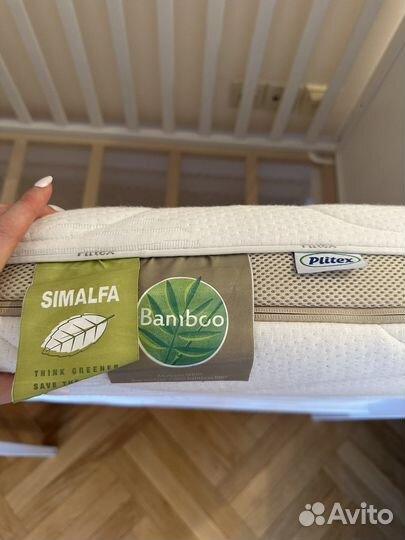 Plitex
Plitex
SIMALFA
THINK GREENER
SAVE THE
Bamboo
Avito